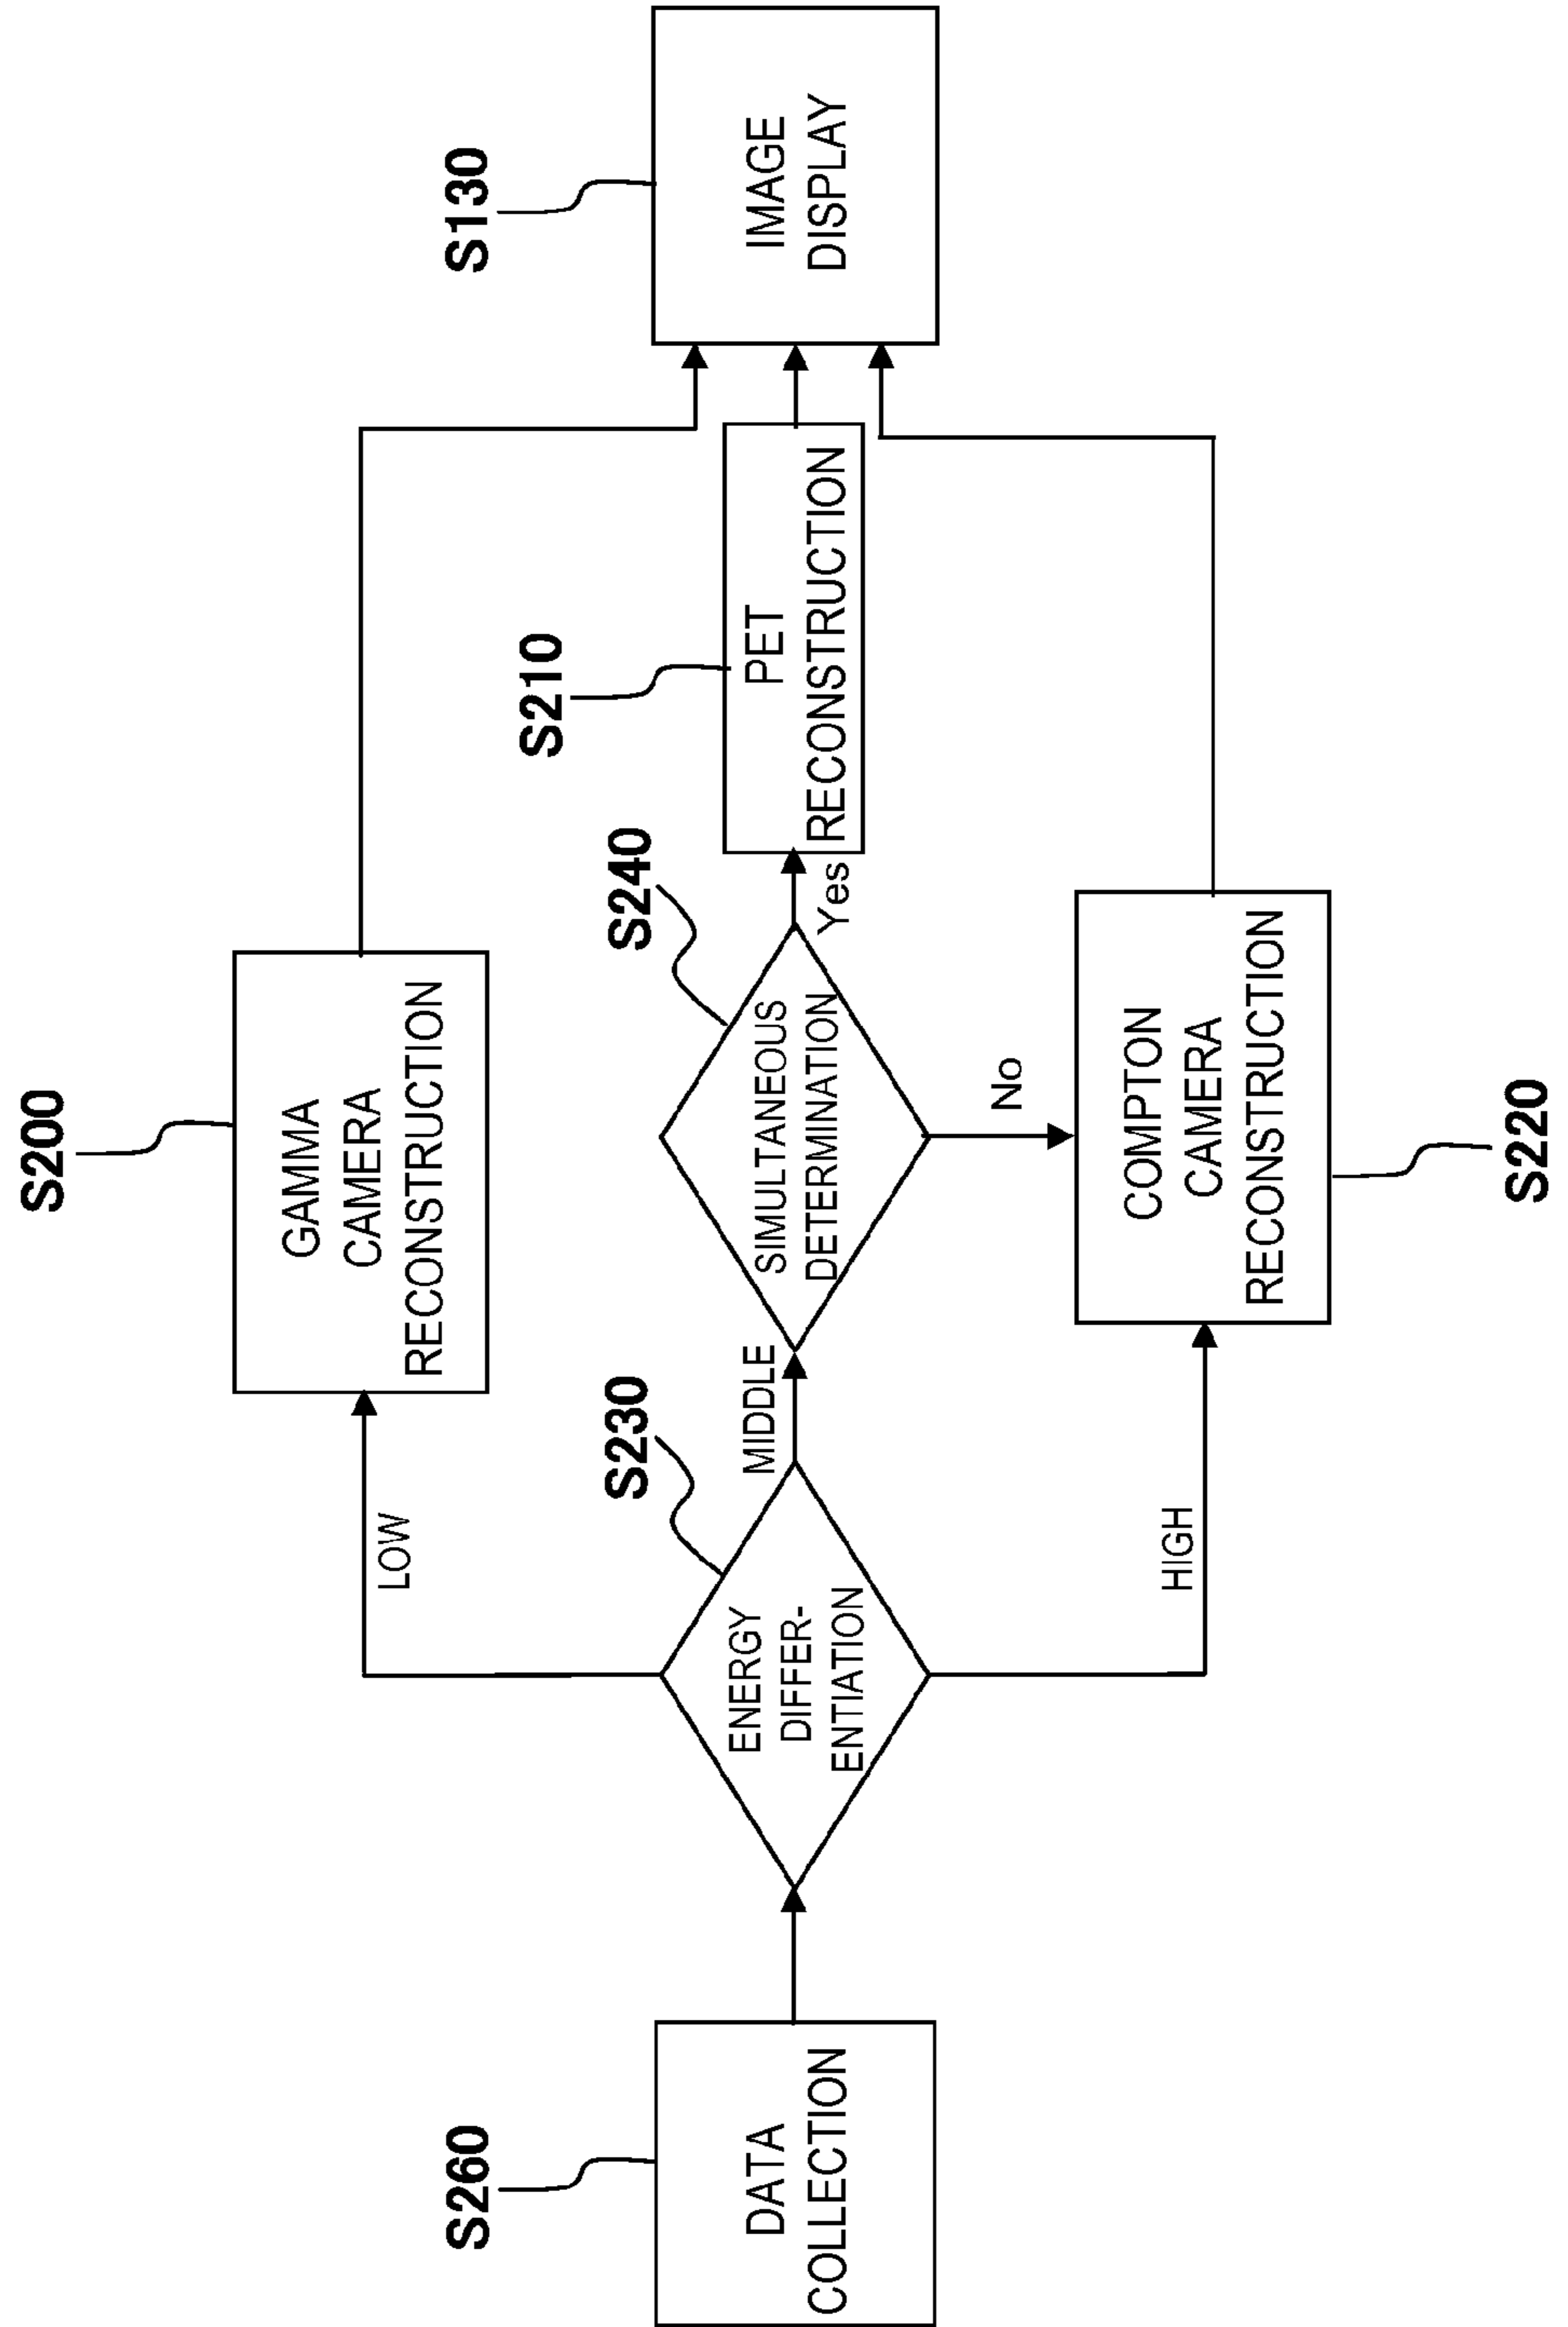 S260
DATA
COLLECTION
S230
ENERGY
DIFFER-
ENTIATION
LOW
MIDDLE
HIGH
S200
GAMMA
CAMERA
RECONSTRUCTION
S240
SIMULTANEOUS
DETERMINATION
Yes
No
COMPTON
CAMERA
RECONSTRUCTION
S220
S210
PET
RECONSTRUCTION
S130
IMAGE
DISPLAY